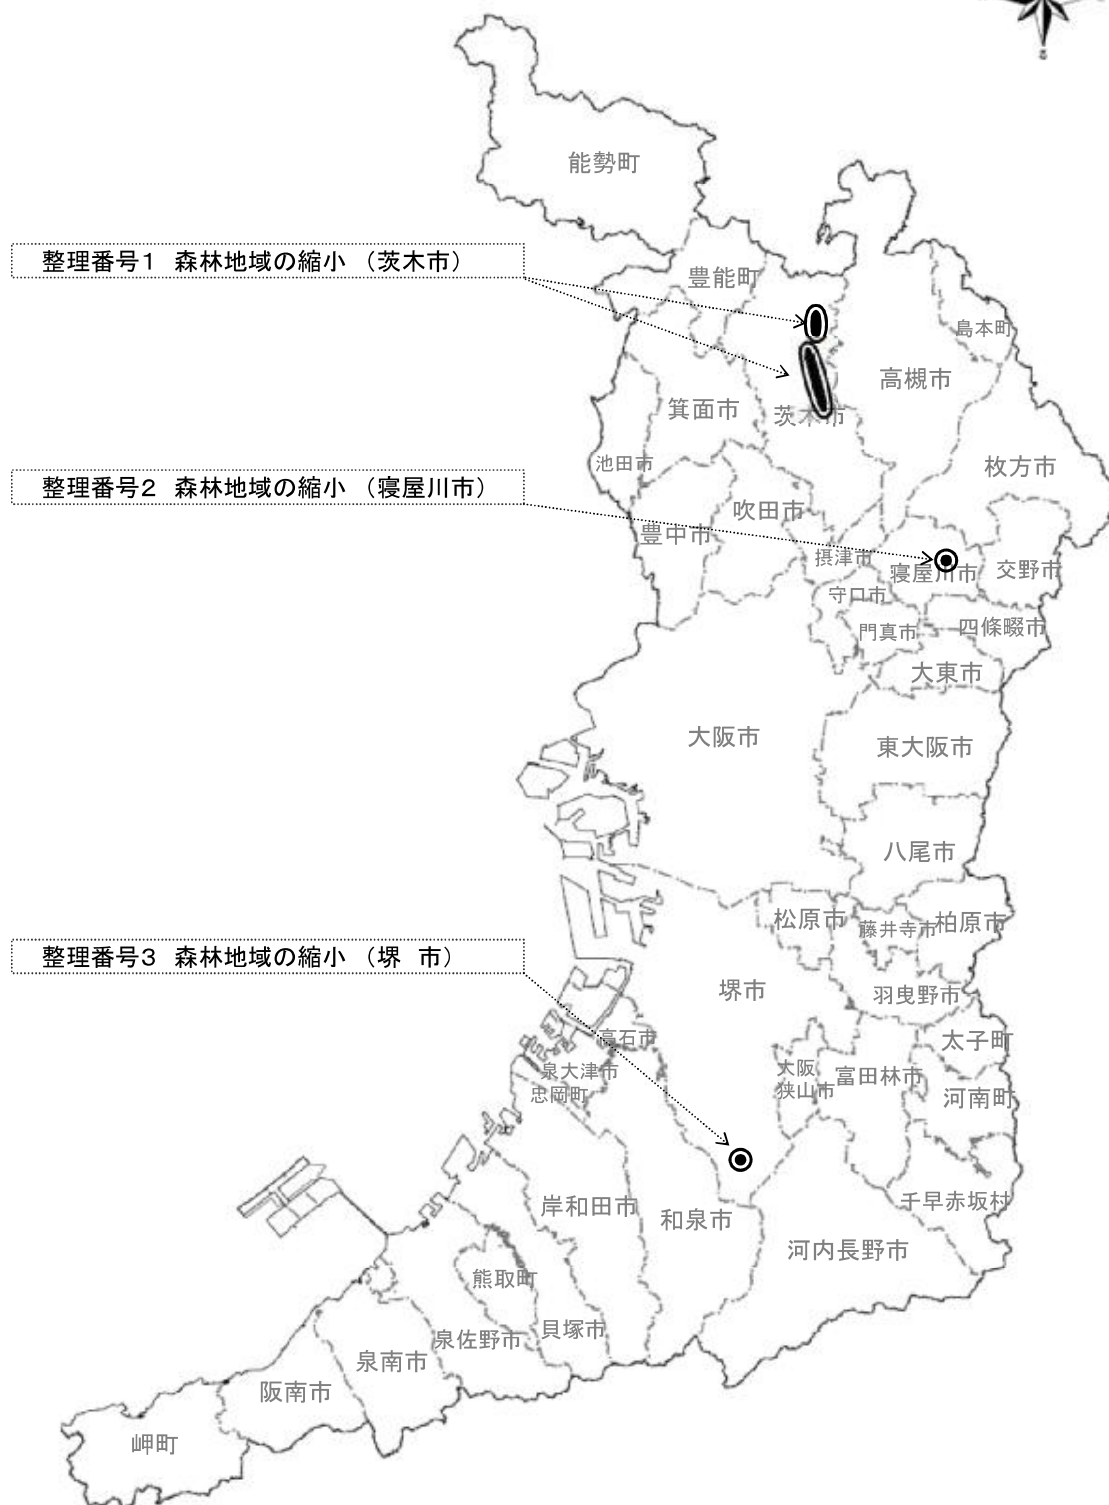 能勢町
整理番号1　森林地域の縮小　（茨木市）
豊能町
島本町
高槻市
箕面市
茨木市
池田市
枚方市
整理番号2　森林地域の縮小　（寝屋川市）
吹田市
豊中市
摂津市
寝屋川市
交野市
守口市
門真市
四條畷市
大東市
大阪市
東大阪市
八尾市
松原市
藤井寺市
柏原市
整理番号3　森林地域の縮小　（堺　市）
堺市
羽曳野市
高石市
太子町
泉大津市
大阪
狭山市
富田林市
忠岡町
河南町
岸和田市
和泉市
千早赤坂村
河内長野市
熊取町
貝塚市
泉佐野市
泉南市
阪南市
岬町